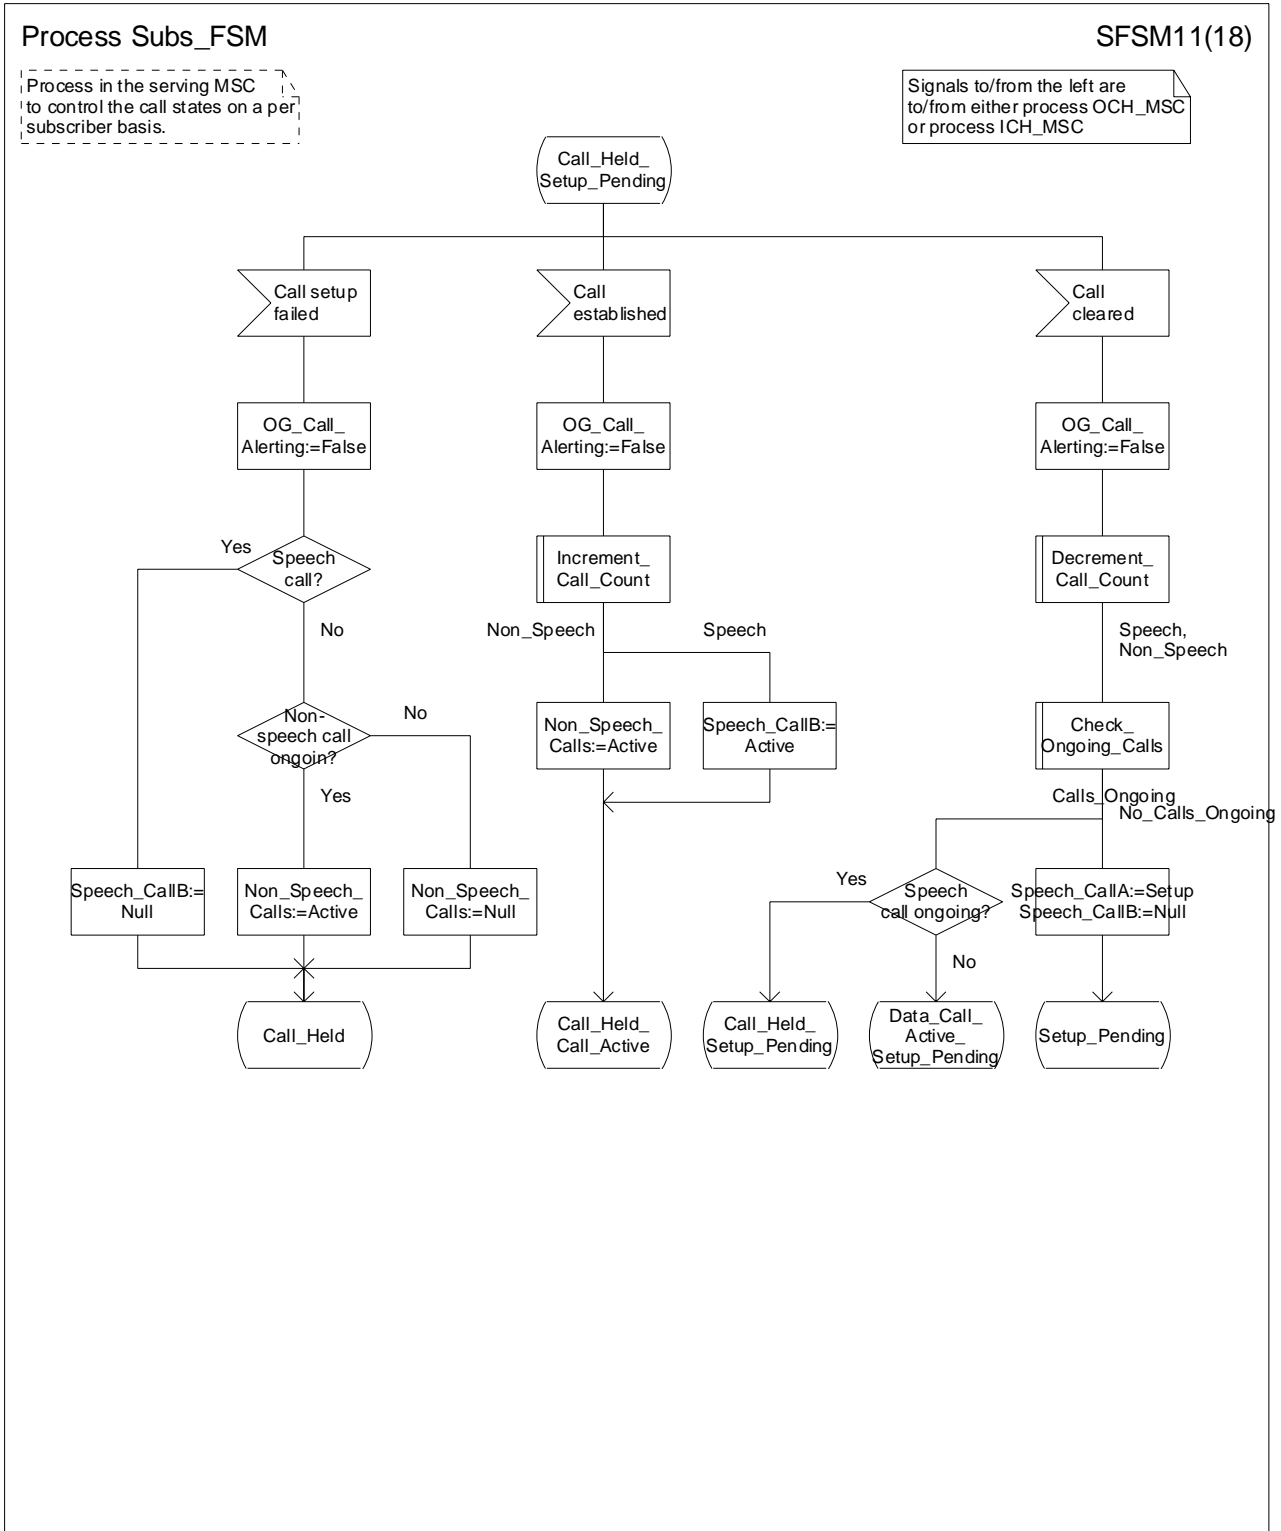 Process Subs_FSM
SFSM11(18)
Process in the serving MSC
to control the call states on a per
subscriber basis.
Signals to/from the left are
to/from either process OCH_MSC
or process ICH_MSC
Call_Held_
Setup_Pending
Call setup
failed
Call
established
Call
cleared
OG_Call_
Alerting:=False
OG_Call_
Alerting:=False
OG_Call_
Alerting:=False
Yes
Speech
call?
No
Increment_
Call_Count
Decrement_
Call_Count
Non_Speech
Speech
Speech,
Non_Speech
Non-
speech call
ongoin?
No
Yes
Non_Speech_
Calls:=Active
Speech_CallB:=
Active
Check_
Ongoing_Calls
Calls_Ongoing
No_Calls_Ongoing
Speech_CallB:=
Null
Non_Speech_
Calls:=Active
Non_Speech_
Calls:=Null
Yes
Speech
call ongoing?
No
Speech_CallA:=Setup
Speech_CallB:=Null
Call_Held
Call_Held_
Call_Active
Call_Held_
Setup_Pending
Data_Call_
Active_
Setup_Pending
Setup_Pending